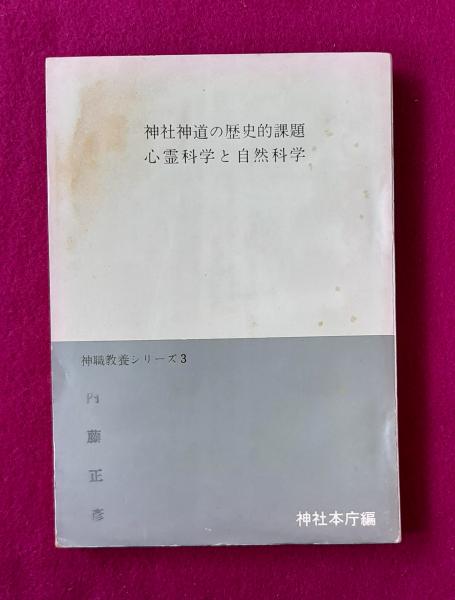 神社神道の歴史的課題
心霊科学と自然科学
神職教養シリーズ3
内藤正彦
神社本庁編